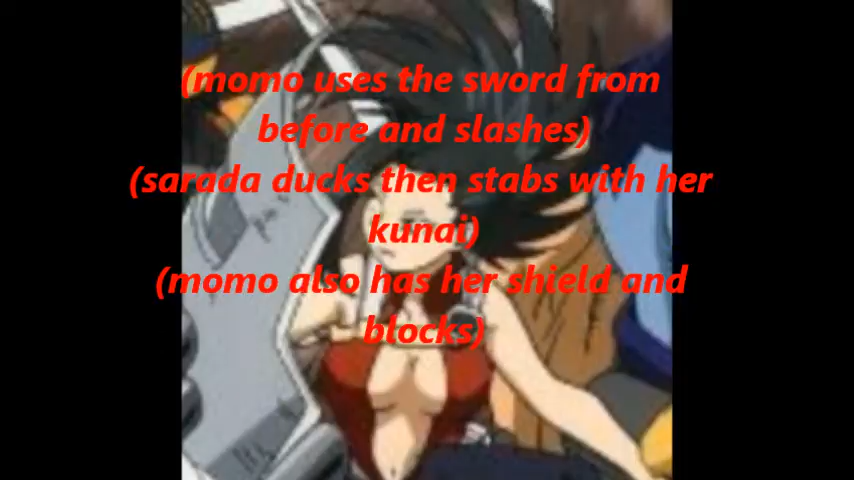 (momo uses the sword from
before and slashes)
(sarada ducks then stabs with her
kunai)
(momo also has her shield and
blocks)